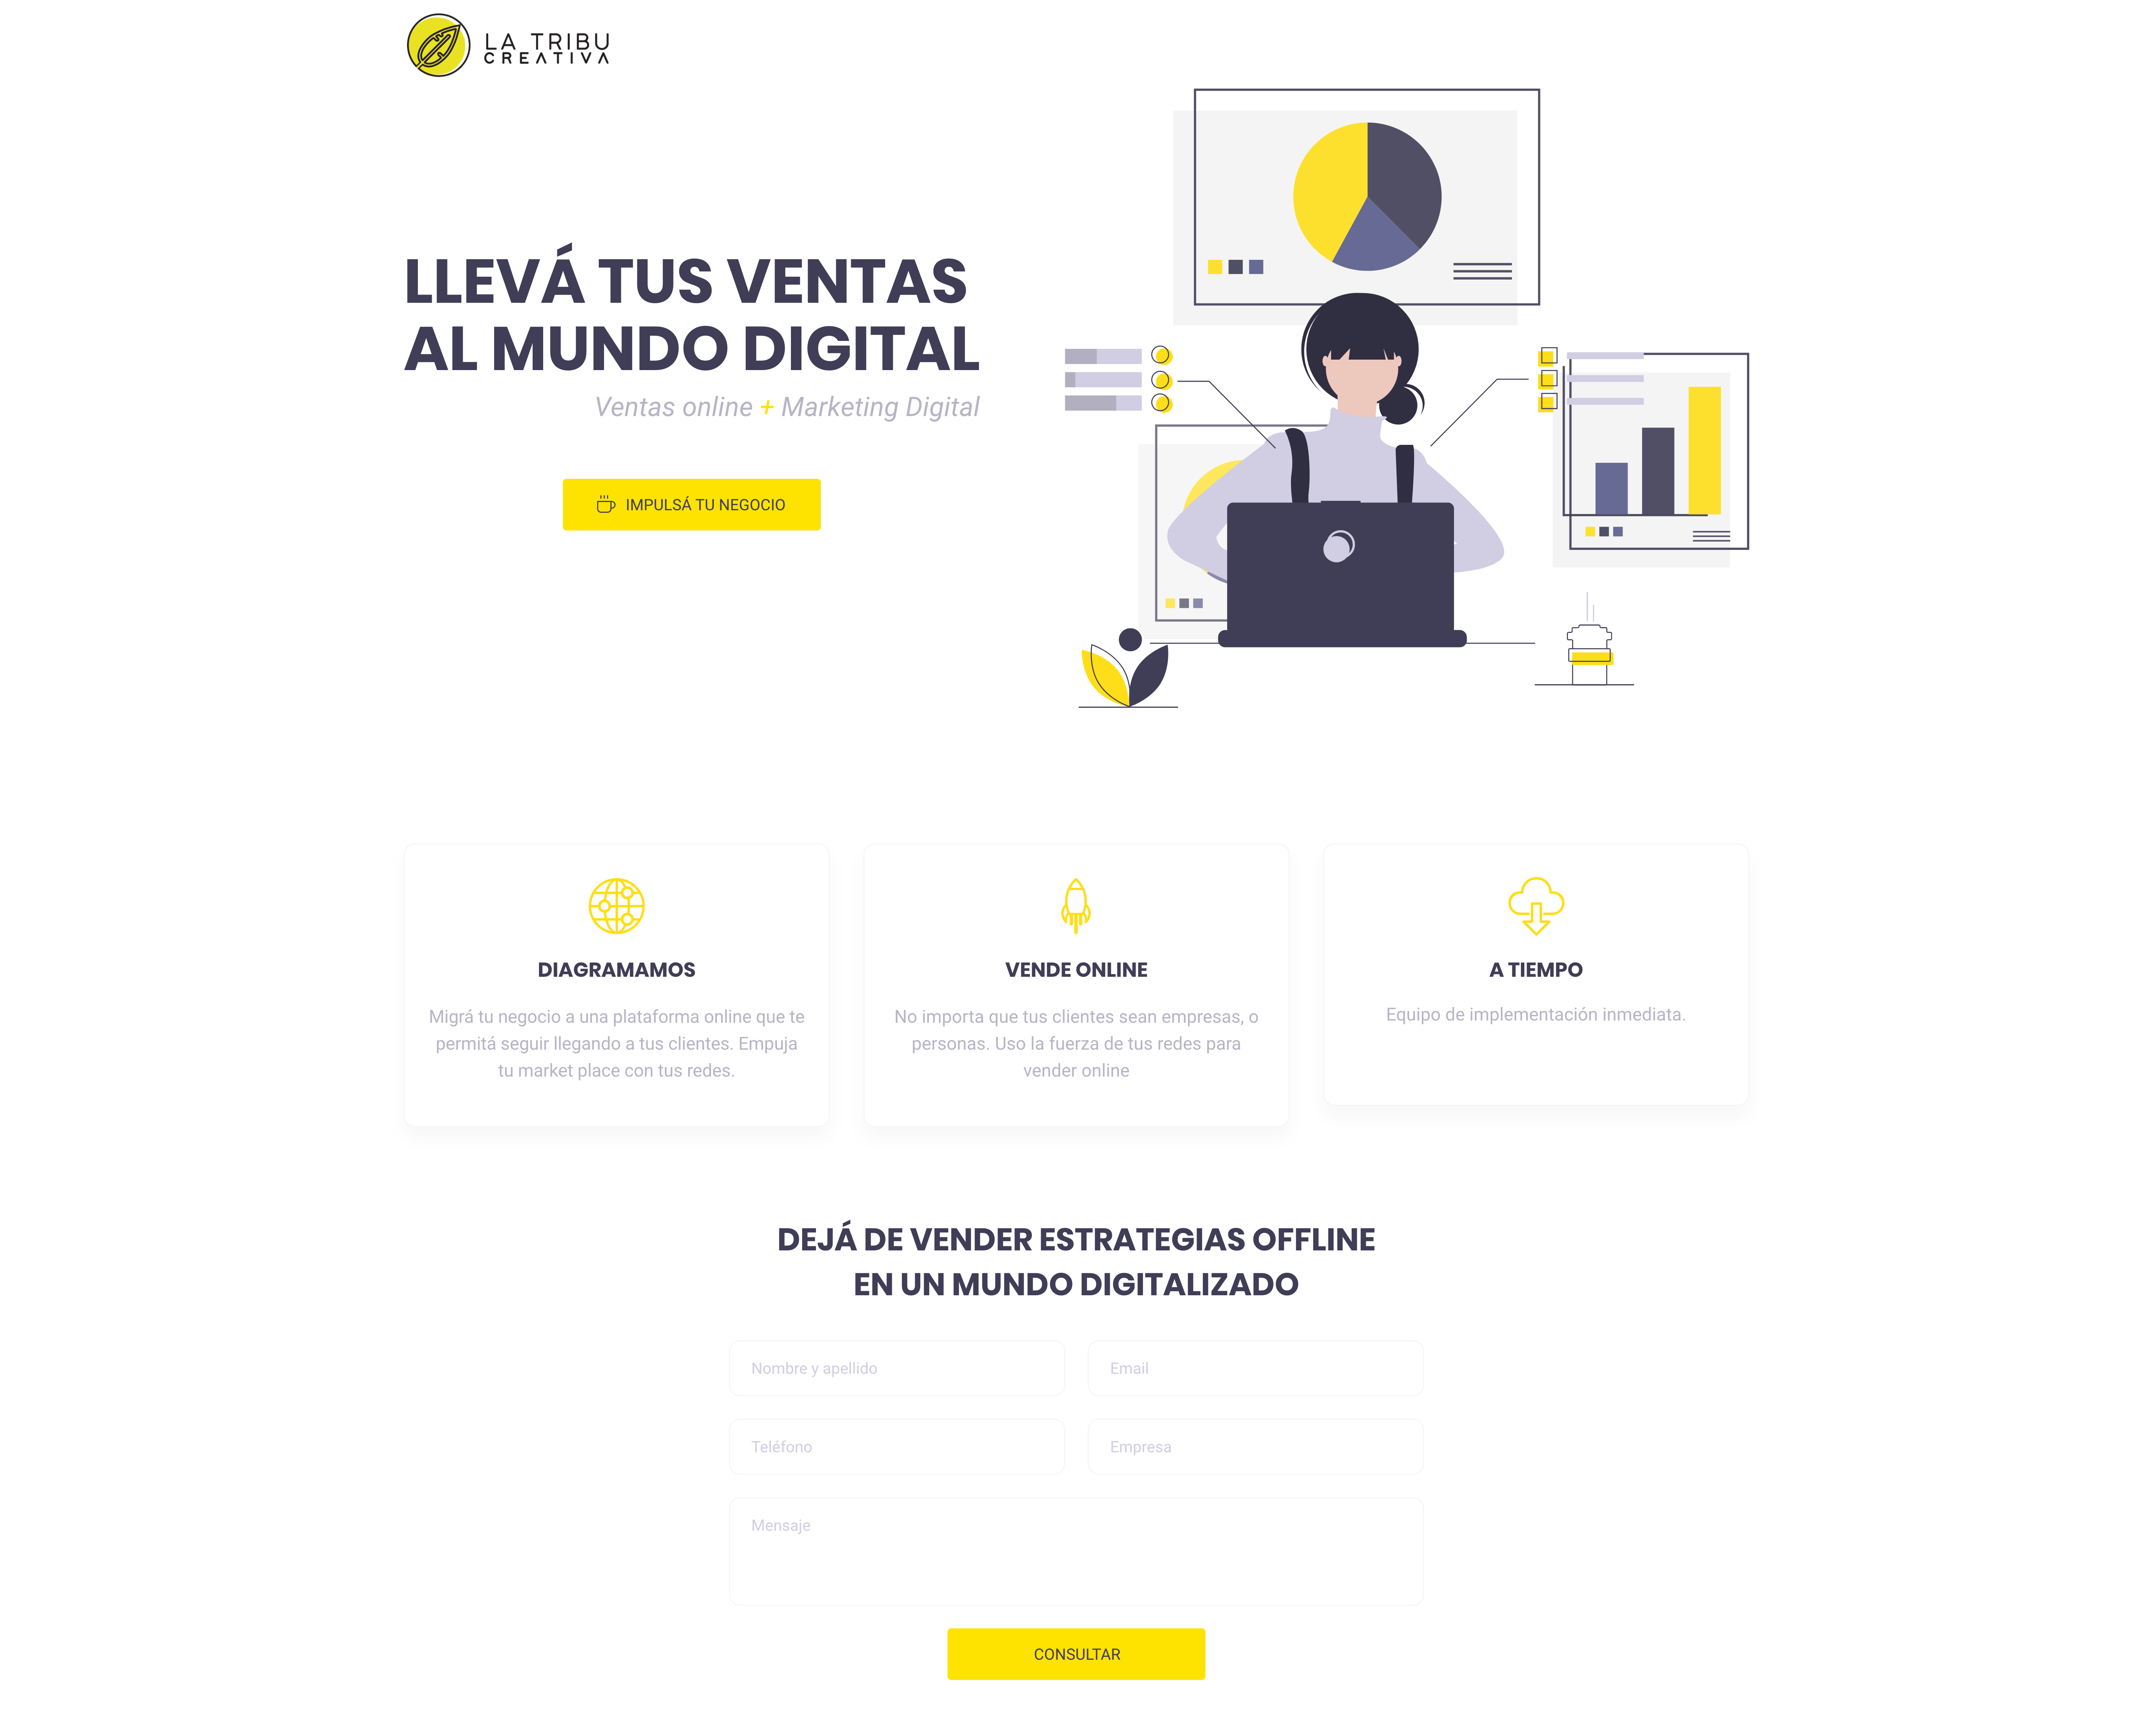 LA TRIBU
CREATIVA
LLEVÁ TUS VENTAS
AL MUNDO DIGITAL
Ventas online + Marketing Digital
IMPULSÁ TU NEGOCIO
DIAGRAMAMOS
Migrá tu negocio a una plataforma online que te
permitá seguir llegando a tus clientes. Empuja
tu market place con tus redes.
VENDE ONLINE
No importa que tus clientes sean empresas, o
personas. Uso la fuerza de tus redes para
vender online
A TIEMPO
Equipo de implementación inmediata.
DEJÁ DE VENDER ESTRATEGIAS OFFLINE
EN UN MUNDO DIGITALIZADO
Nombre y apellido
Email
Teléfono
Empresa
Mensaje
CONSULTAR